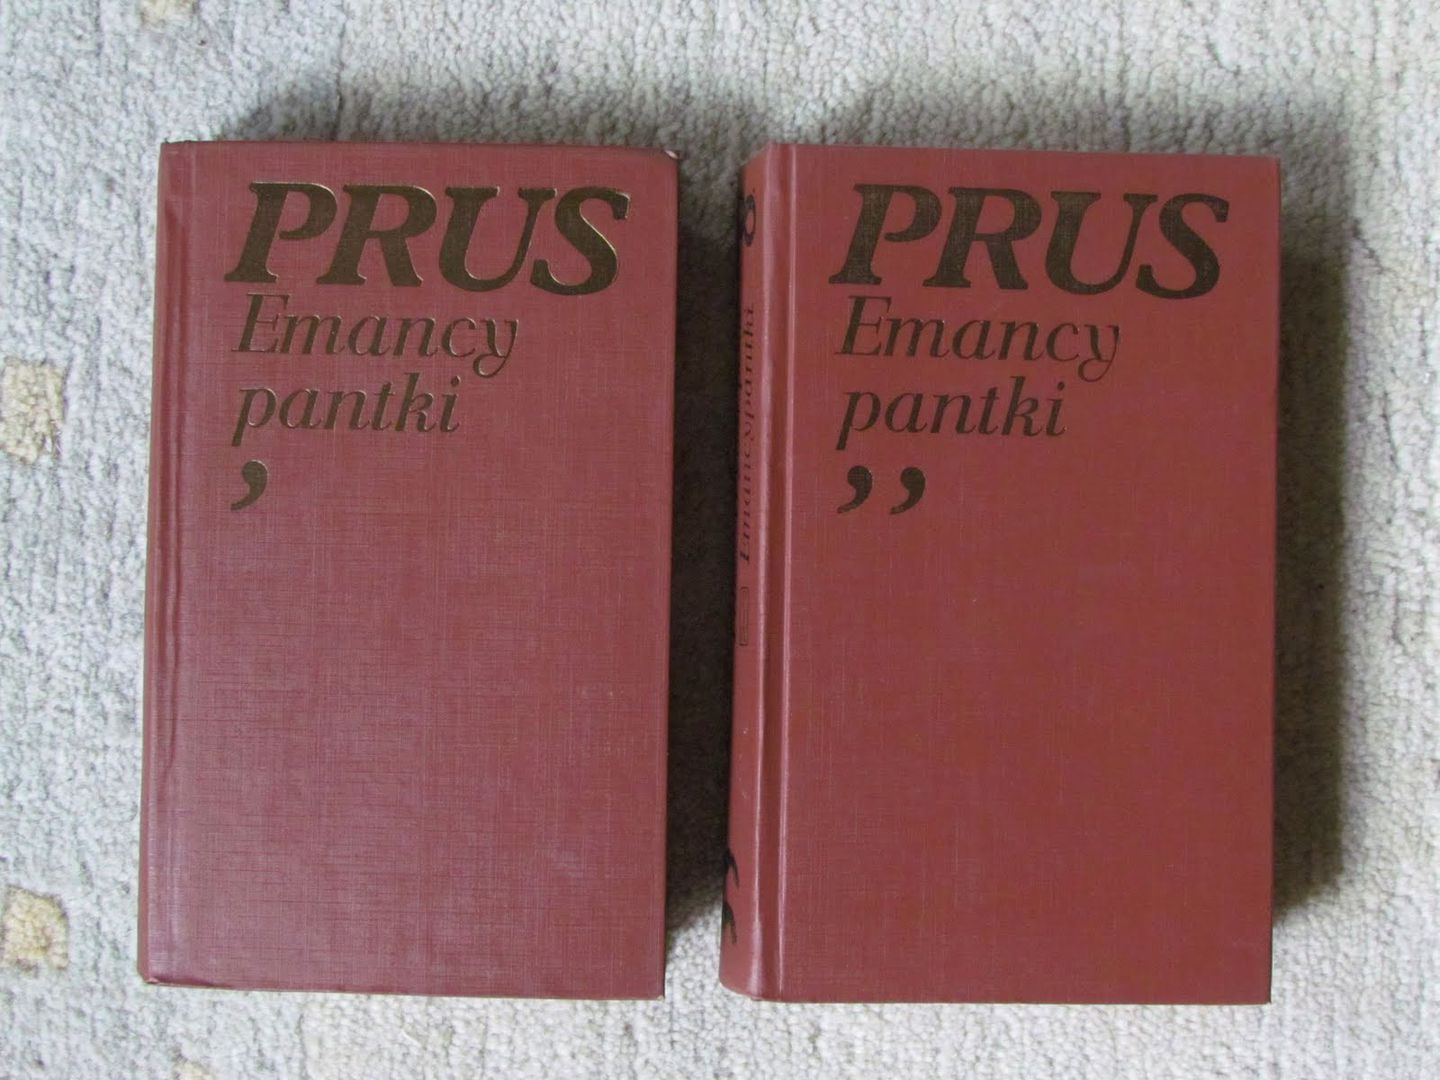 PRUS
Emancy
pantki
,
PRUS
Emancy
pantki
,,
Emancypantki